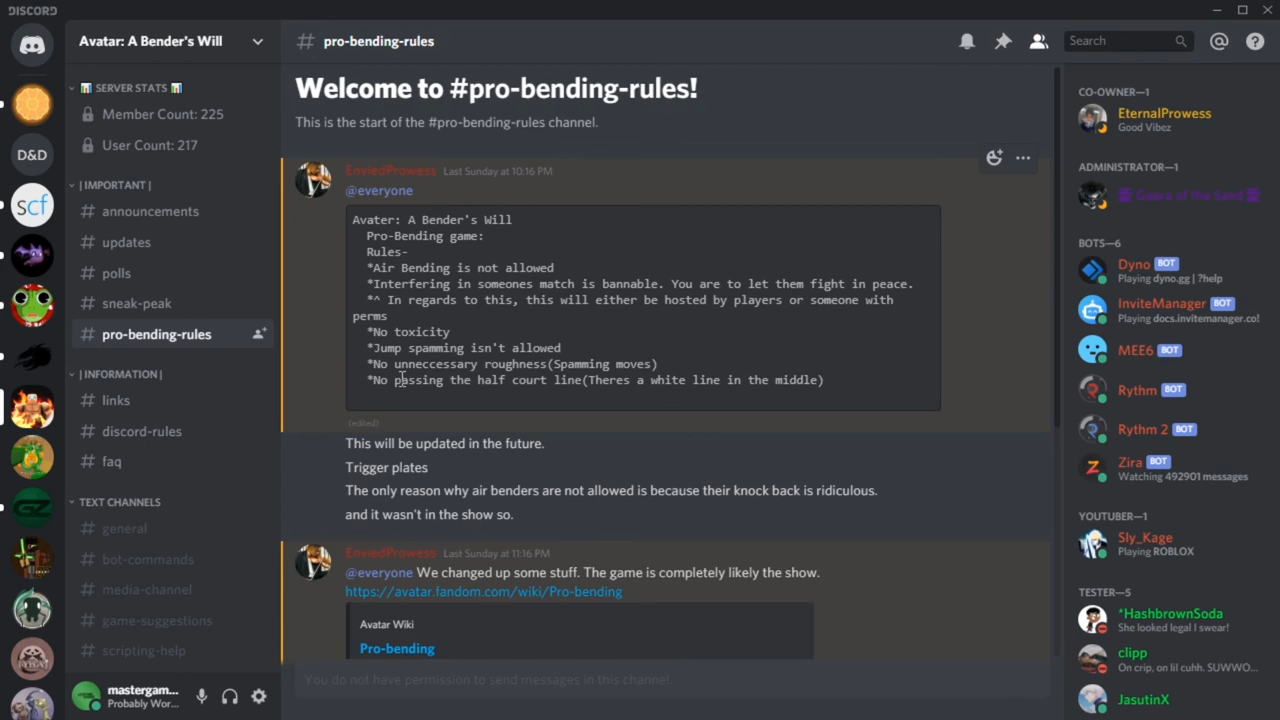 DISCORD
D&D
scf
Avatar: A Bender's Will
SERVER STATS
Member Count: 225
User Count: 217
| IMPORTANT |
announcements
updates
polls
sneak-peak
pro-bending-rules
| INFORMATION |
links
discord-rules
faq
TEXT CHANNELS
general
bot-commands
media-channel
game-suggestions
scripting-help
mastergam...
Probably Wor...
# pro-bending-rules
Search
Welcome to #pro-bending-rules!
This is the start of the #pro-bending-rules channel.
EnviedProwess Last Sunday at 10:16 PM
@everyone
Avater: A Bender's Will
Pro-Bending game:
Rules-
*Air Bending is not allowed
*Interfering in someones match is bannable. You are to let them fight in peace.
*^ In regards to this, this will either be hosted by players or someone with
perms
*No toxicity
*Jump spamming isn't allowed
*No unneccessary roughness(Spamming moves)
*No passing the half court line(Theres a white line in the middle)
(edited)
This will be updated in the future.
Trigger plates
The only reason why air benders are not allowed is because their knock back is ridiculous.
and it wasn't in the show so.
EnviedProwess Last Sunday at 11:16 PM
@everyone We changed up some stuff. The game is completely likely the show.
https://avatar.fandom.com/wiki/Pro-bending
Avatar Wiki
Pro-bending
You do not have permission to send messages in this channel.
CO-OWNER—1
EternalProwess
Good Vibez
ADMINISTRATOR—1
Gaara of the Sand
BOTS—6
Dyno BOT
Playing dyno.gg | ?help
InviteManager BOT
Playing docs.invitemanager.co!
MEE6 BOT
Rythm BOT
Rythm 2 BOT
Zira BOT
Watching 492901 messages
YOUTUBER—1
Sly_Kage
Playing ROBLOX
TESTER—5
*HashbrownSoda
She looked legal I swear!
clipp
On crip, on lil cuhh. SUWWO...
JasutinX